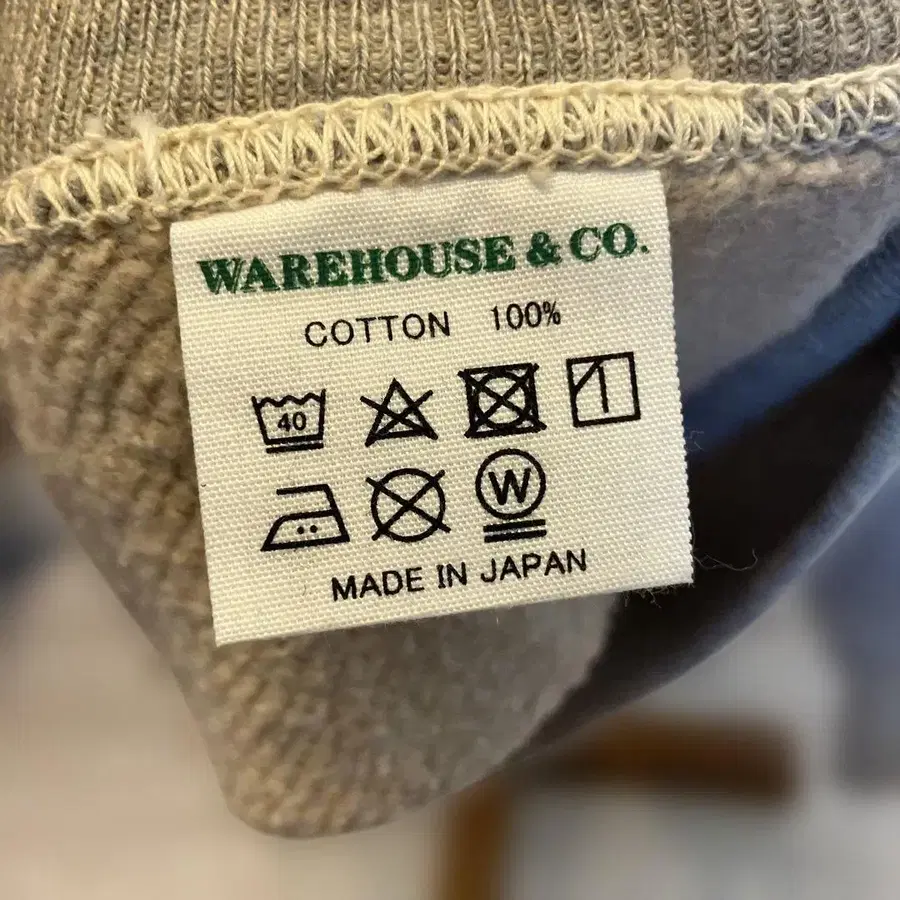 WAREHOUSE & CO.
COTTON 100%
40
W
MADE IN JAPAN